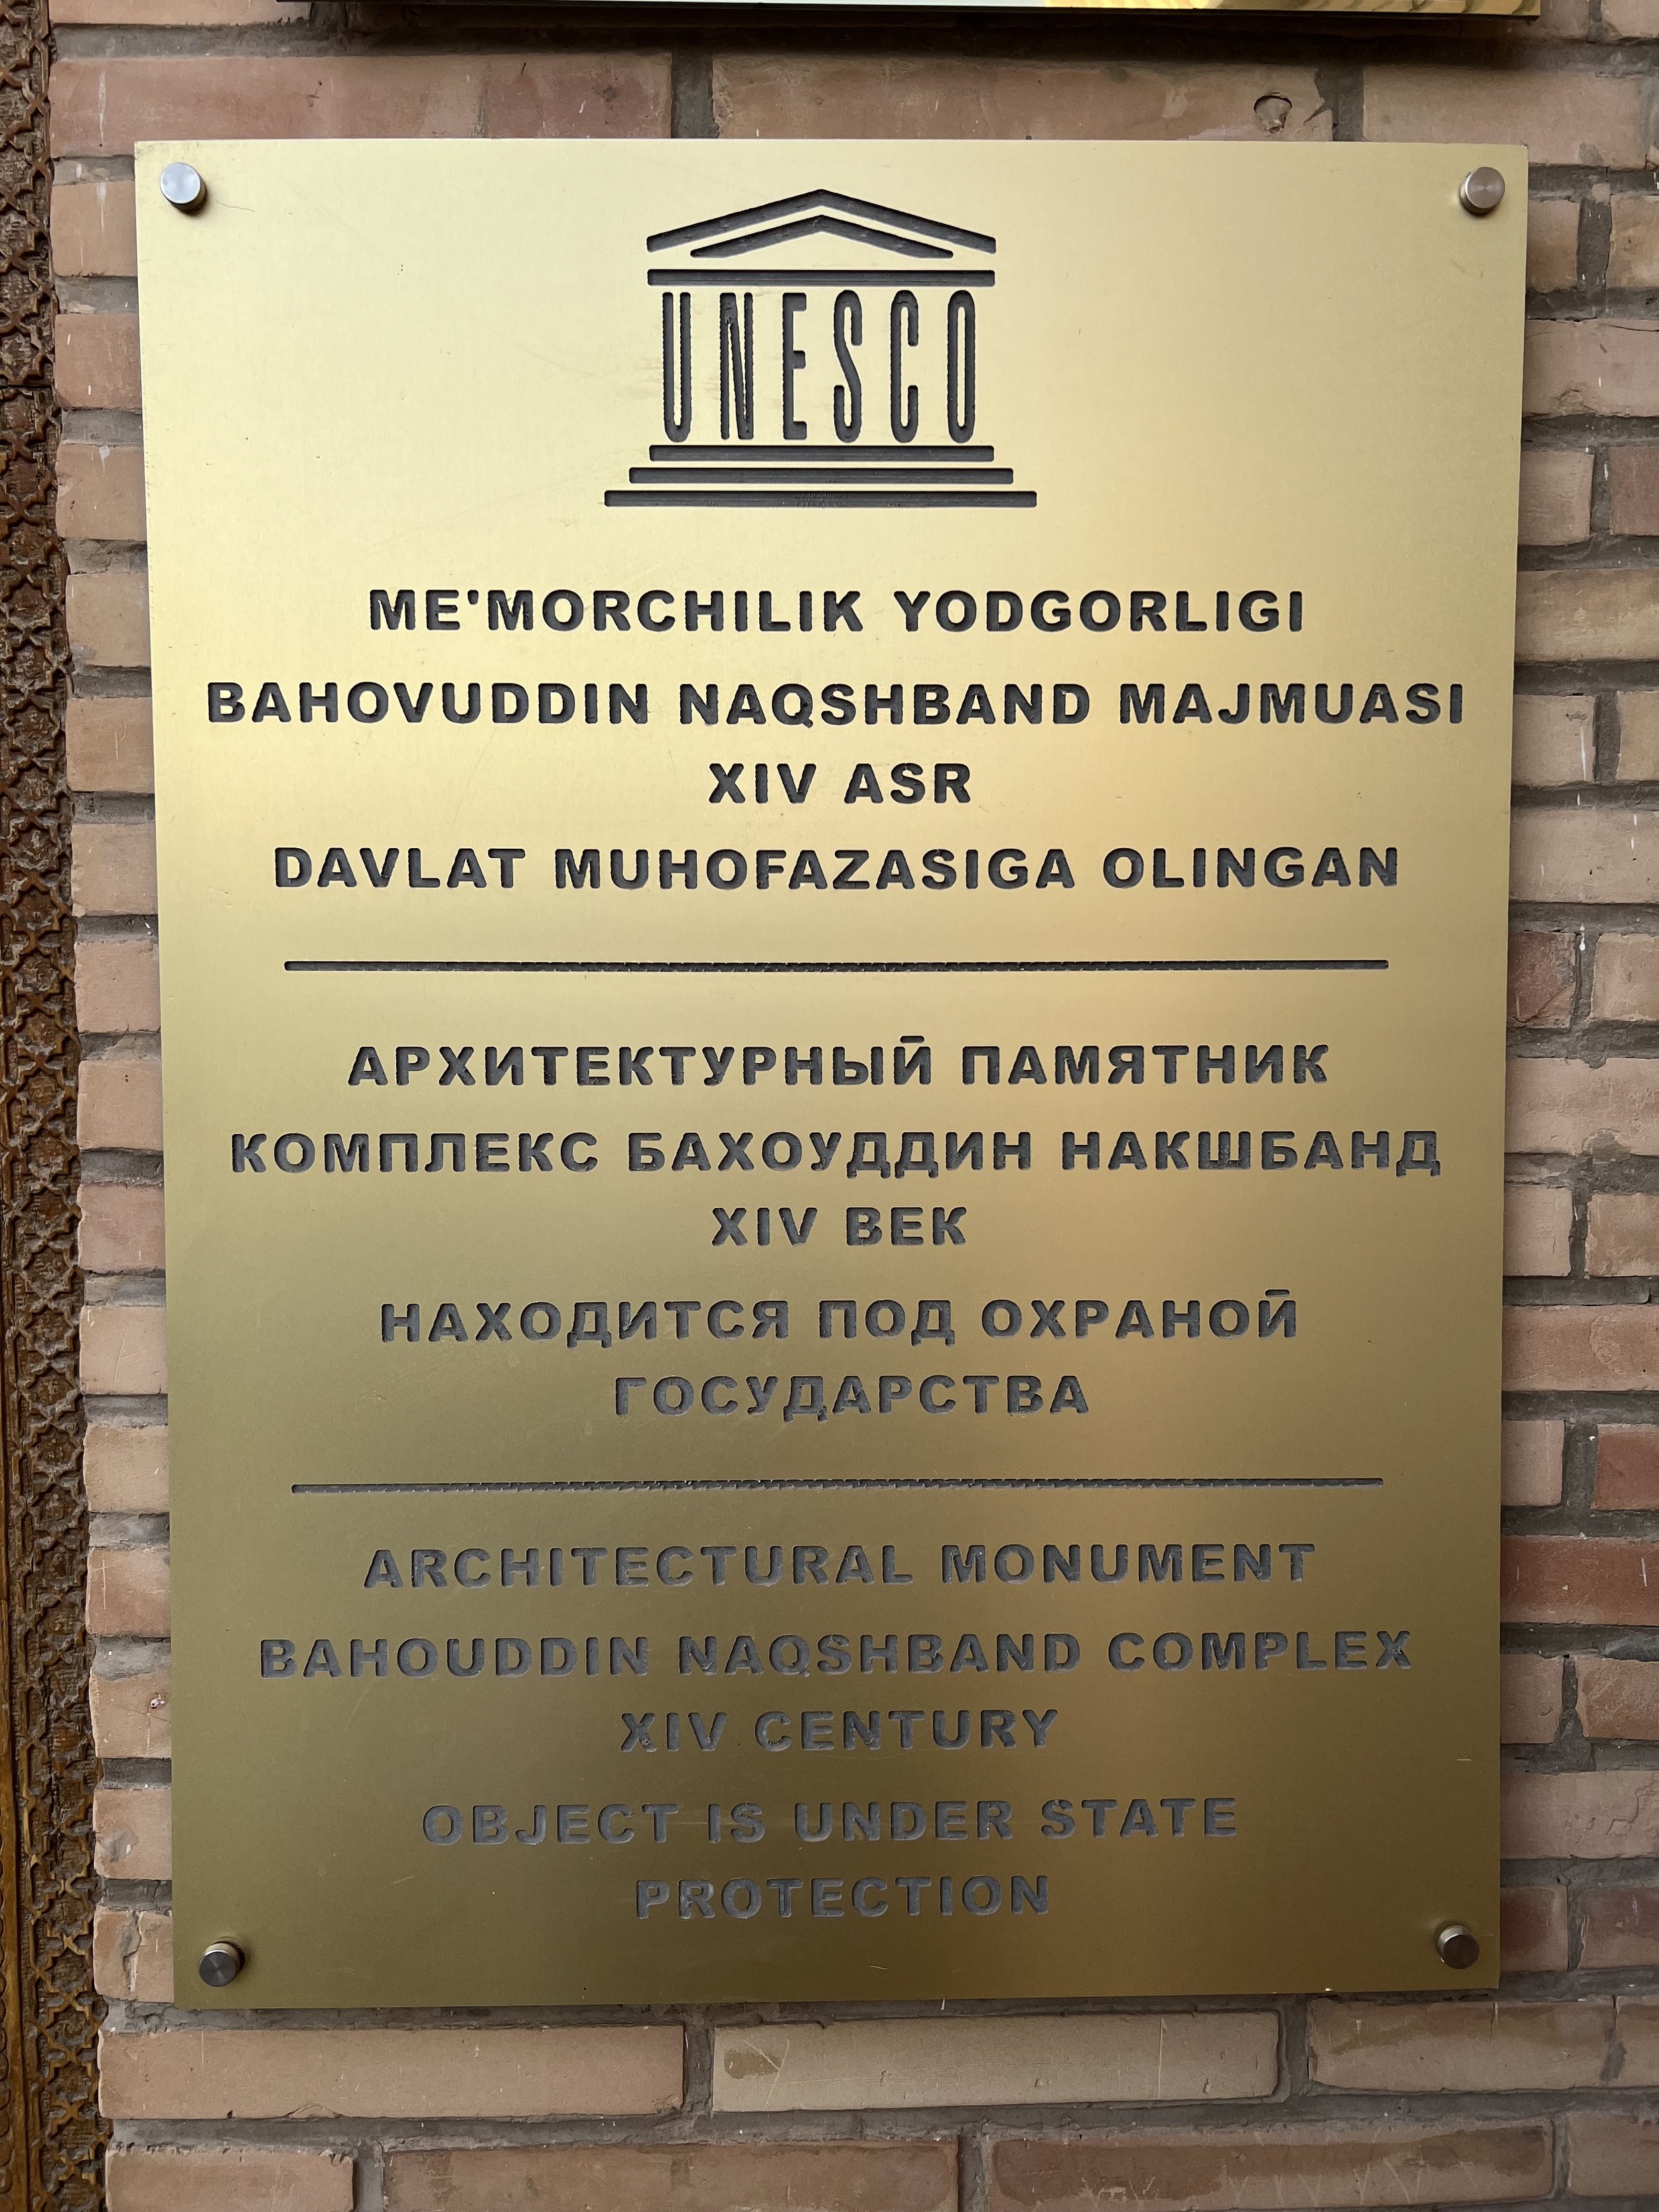 UNESCO
ME'MORCHILIK YODGORLIGI
BAHOVUDDIN NAQSHBAND MAJMUASI
XIV ASR
DAVLAT MUHOFAZASIGA OLINGAN
АРХИТЕКТУРНЫЙ ПАМЯТНИК
КОМПЛЕКС БАХОУДДИН НАКШБАНД
XIV ВЕК
НАХОДИТСЯ ПОД ОХРАНОЙ
ГОСУДАРСТВА
ARCHITECTURAL MONUMENT
BAHOUDDIN NAQSHBAND COMPLEX
XIV CENTURY
OBJECT IS UNDER STATE
PROTECTION